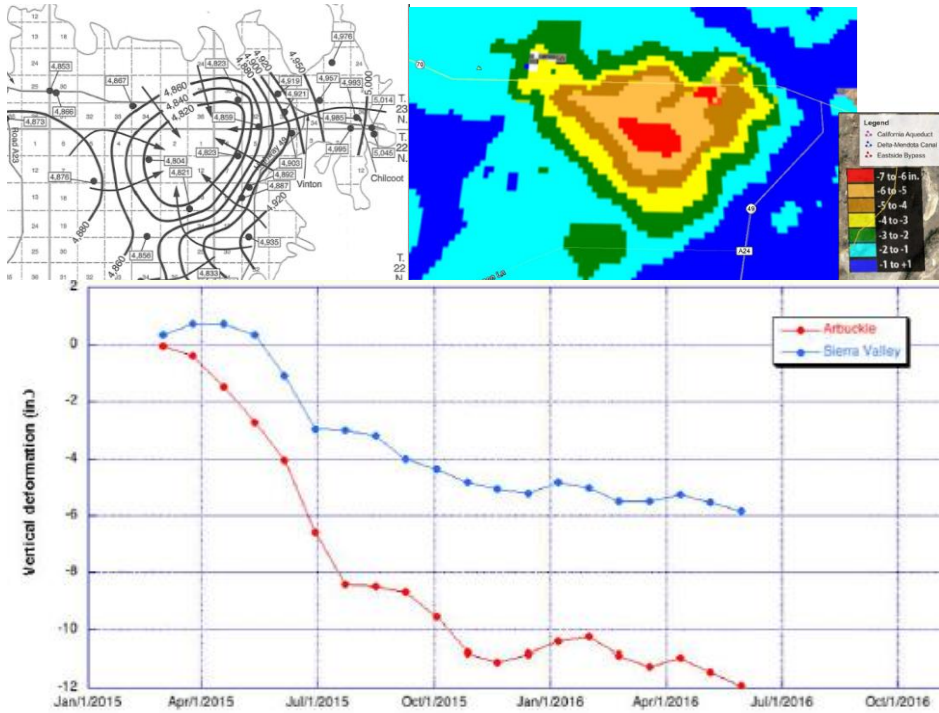 4,976
4,853
4,823
4,950
4,920
4,900
4,880
4,919
4,957
5,000
4,867
4,860
4,921
4,993
4,840
4,866
4,820
5,014
T.
23
N.
4,873
4,859
4,985
T.
22
N.
Road A23
4,995
5,045
4,823
4,804
4,903
4,876
4,821
4,892
Vinton
Chilcoot
4,887
4,920
4,880
4,935
4,860
4,856
4,833
T.
22
N.
70
49
A24
Legend
California Aqueduct
Delta-Mendota Canal
Eastside Bypass
-7 to -6 in.
-6 to -5
-5 to -4
-4 to -3
-3 to -2
-2 to -1
-1 to +1
Vertical deformation (in.)
2
0
-2
-4
-6
-8
-10
-12
Arbuckle
Sierra Valley
Jan/1/2015
Apr/1/2015
Jul/1/2015
Oct/1/2015
Jan/1/2016
Apr/1/2016
Jul/1/2016
Oct/1/2016